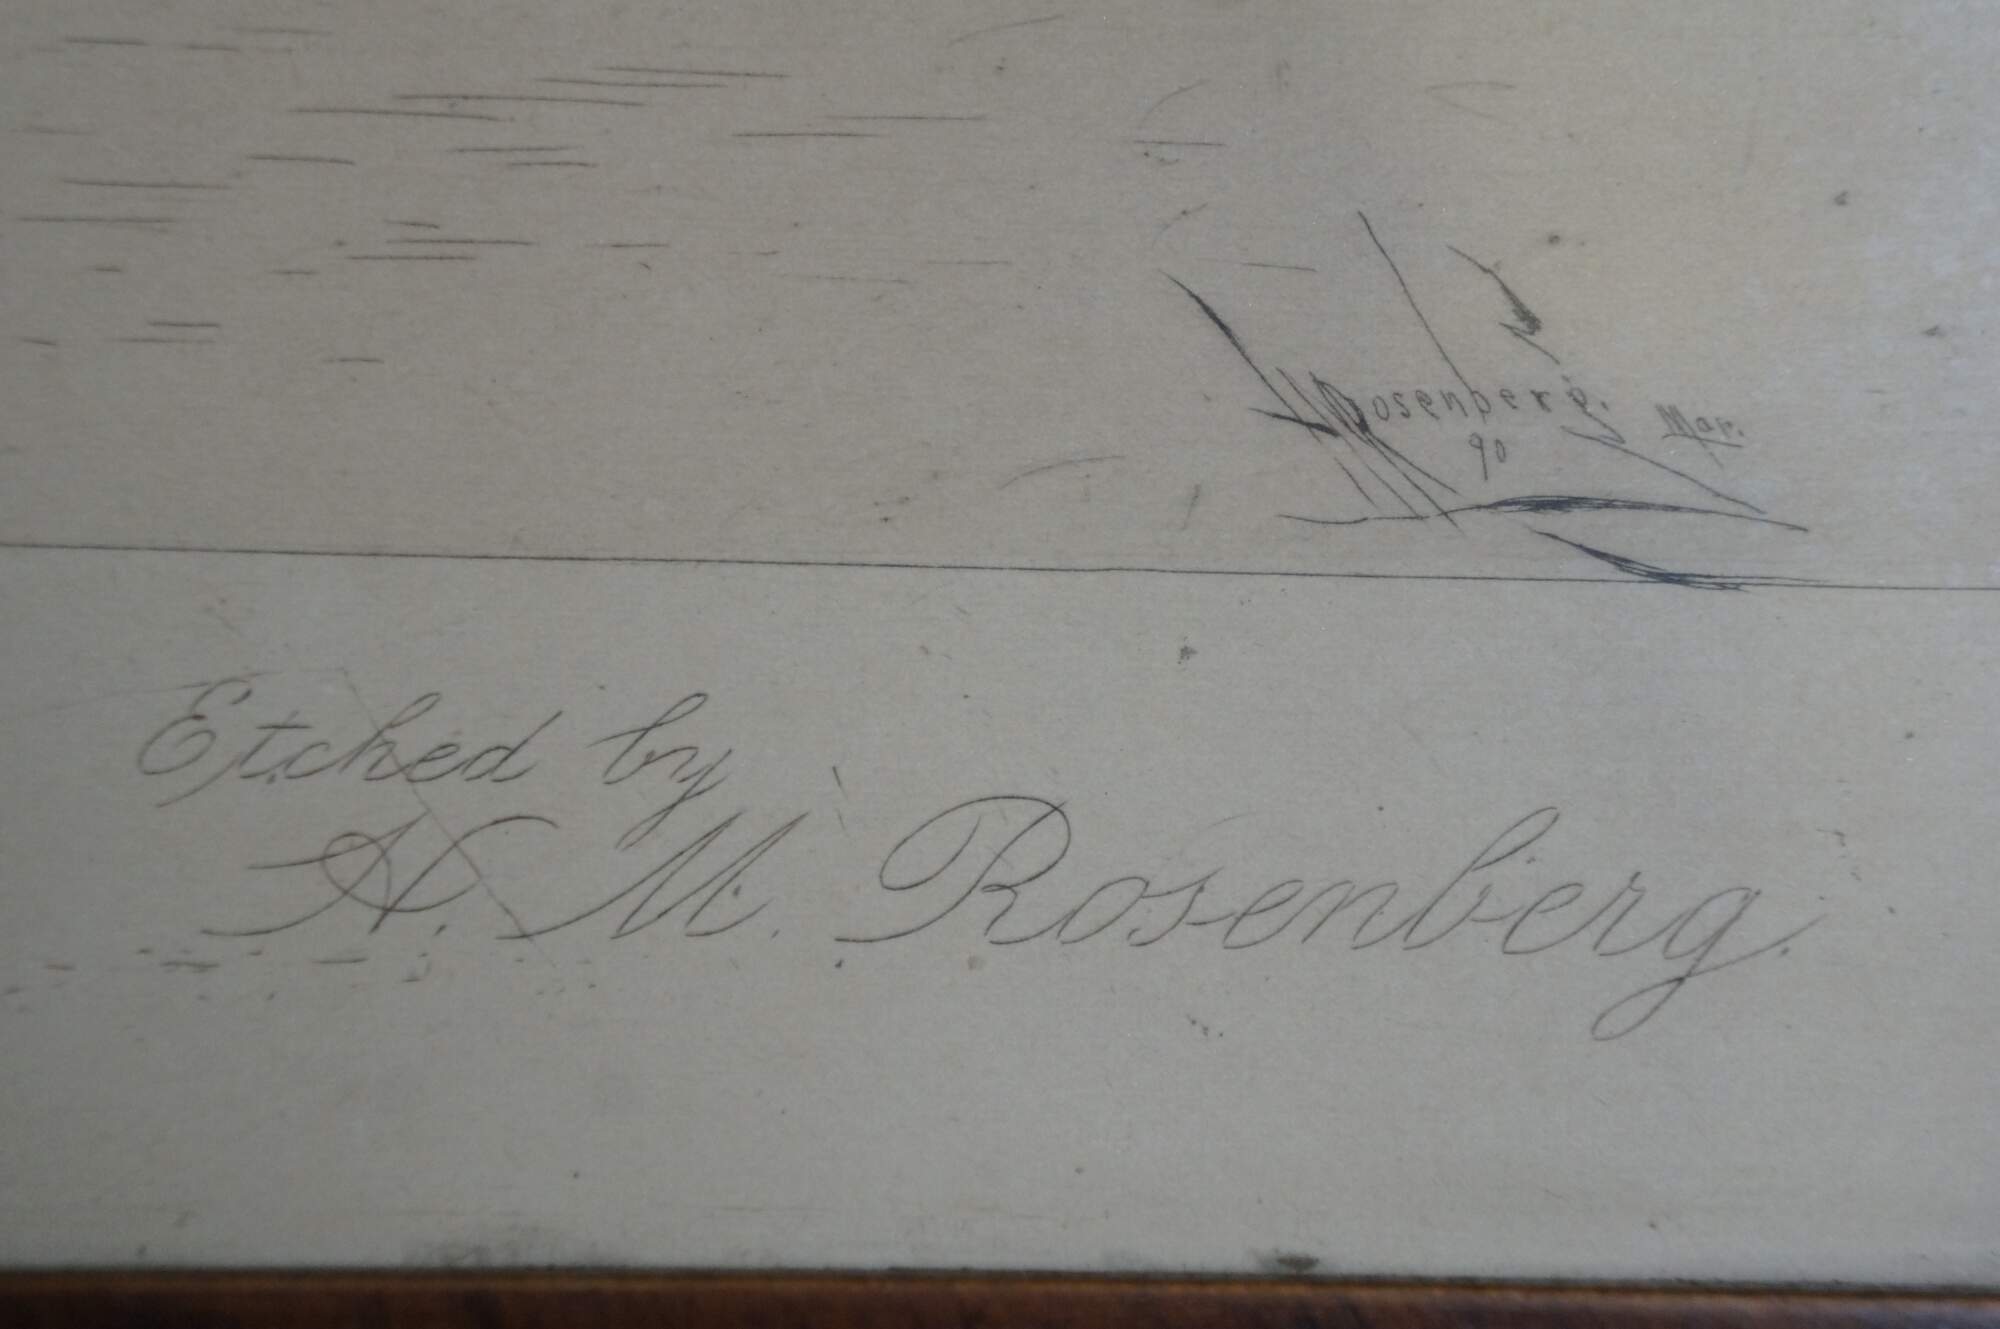 Rosenberg. Mar.
90
Etched by
H. M. Rosenberg.